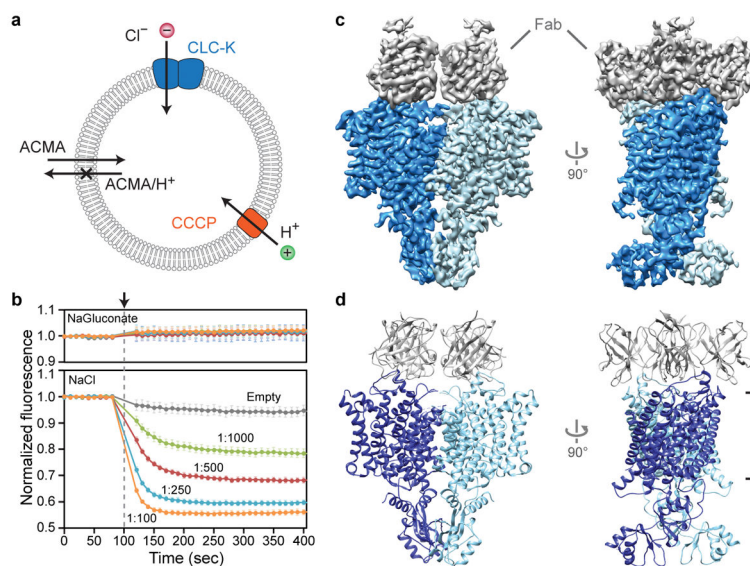 a
Cl⁻
−
CLC-K
ACMA
ACMA/H⁺
CCCP
H⁺
+
b
NaGluconate
1.1
1.0
0.9
NaCl
Empty
1:1000
1:500
1:250
1:100
1.1
1.0
0.9
0.8
0.7
0.6
0.5
Normalized fluorescence
0 50 100 150 200 250 300 350 400
Time (sec)
c
Fab
90°
d
90°